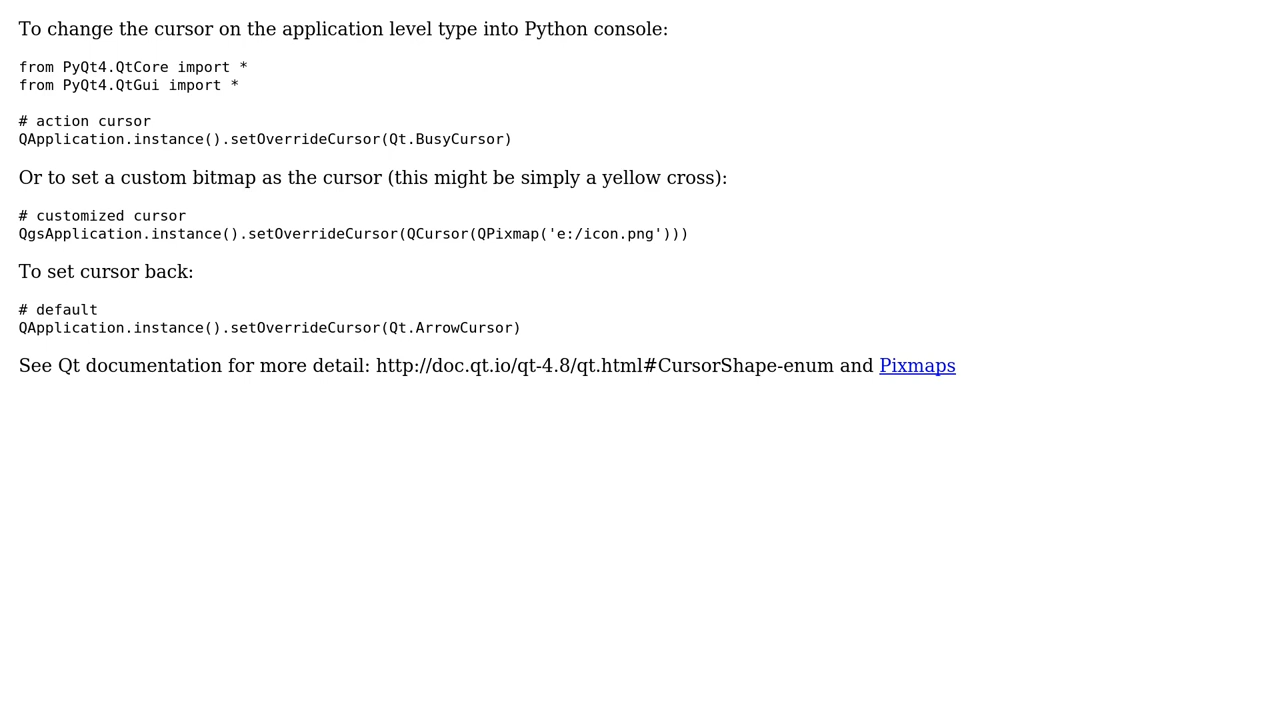 To change the cursor on the application level type into Python console:
from PyQt4.QtCore import *
from PyQt4.QtGui import *
# action cursor
QApplication.instance().setOverrideCursor(Qt.BusyCursor)
Or to set a custom bitmap as the cursor (this might be simply a yellow cross):
# customized cursor
QgsApplication.instance().setOverrideCursor(QCursor(QPixmap('e:/icon.png')))
To set cursor back:
# default
QApplication.instance().setOverrideCursor(Qt.ArrowCursor)
See Qt documentation for more detail: http://doc.qt.io/qt-4.8/qt.html#CursorShape-enum and Pixmaps